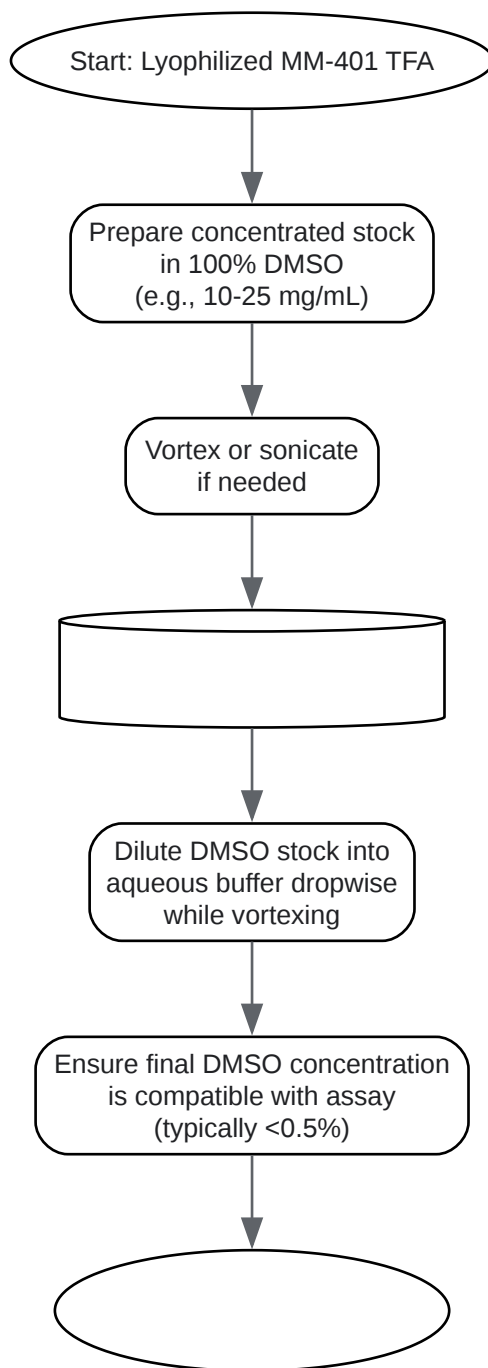 Start: Lyophilized MM-401 TFA
Prepare concentrated stock
in 100% DMSO
(e.g., 10-25 mg/mL)
Vortex or sonicate
if needed
Dilute DMSO stock into
aqueous buffer dropwise
while vortexing
Ensure final DMSO concentration
is compatible with assay
(typically <0.5%)